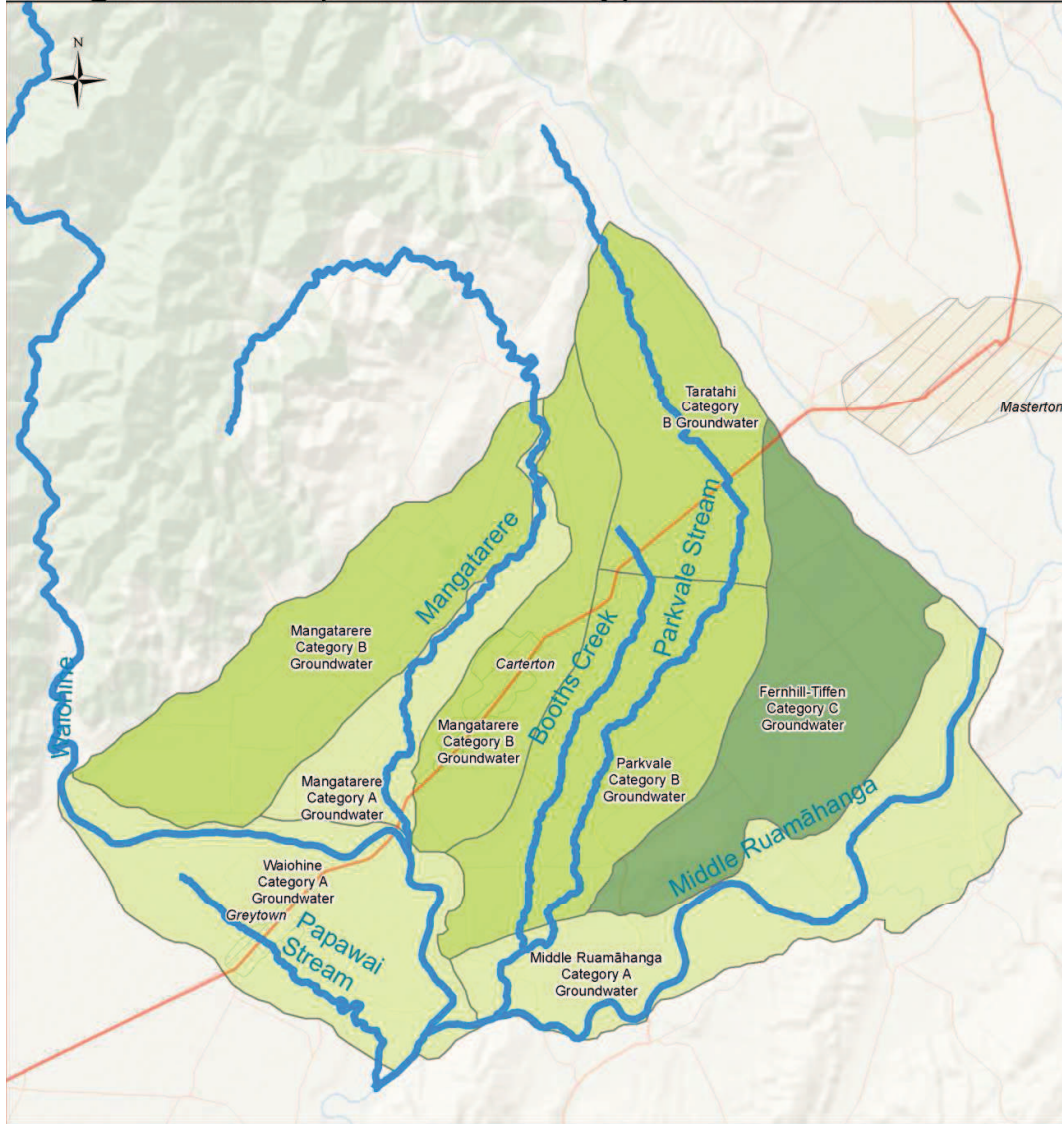 N
Taratahi
Category
B Groundwater
Masterton
Mangatarere
Parkvale Stream
Mangatarere
Category B
Groundwater
Carterton
Booths Creek
Waiohine
Fernhill-Tiffen
Category C
Groundwater
Mangatarere
Category B
Groundwater
Parkvale
Category B
Groundwater
Mangatarere
Category A
Groundwater
Middle Ruamāhanga
Waiohine
Category A
Groundwater
Greytown
Papawai
Stream
Middle Ruamāhanga
Category A
Groundwater